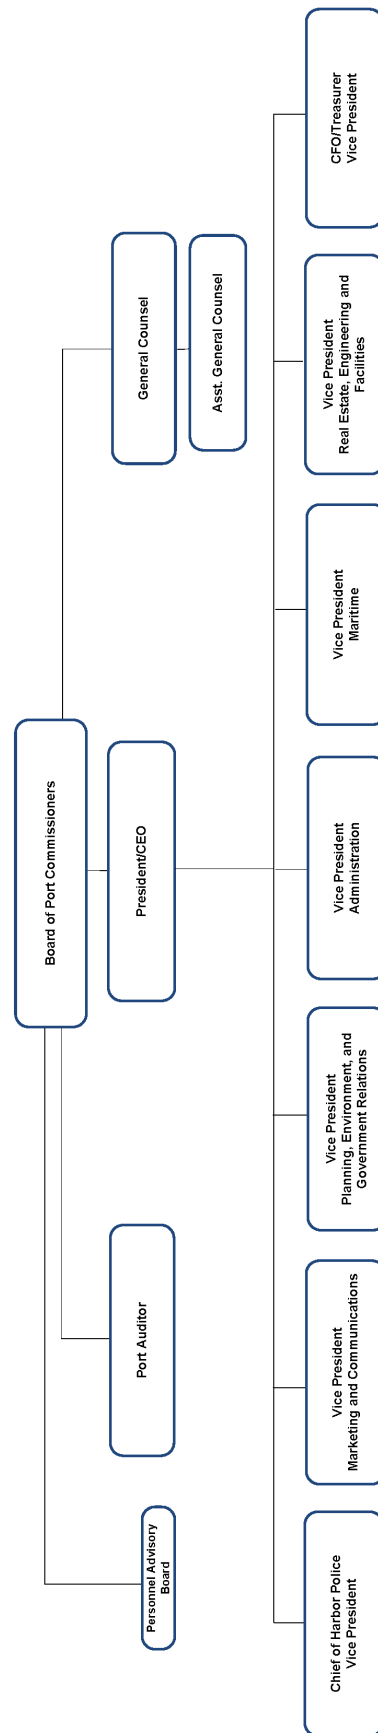 Board of Port Commissioners
Personnel Advisory
Board
Port Auditor
President/CEO
General Counsel
Asst. General Counsel
Chief of Harbor Police
Vice President
Vice President
Marketing and Communications
Vice President
Planning, Environment, and
Government Relations
Vice President
Administration
Vice President
Maritime
Vice President
Real Estate, Engineering and
Facilities
CFO/Treasurer
Vice President